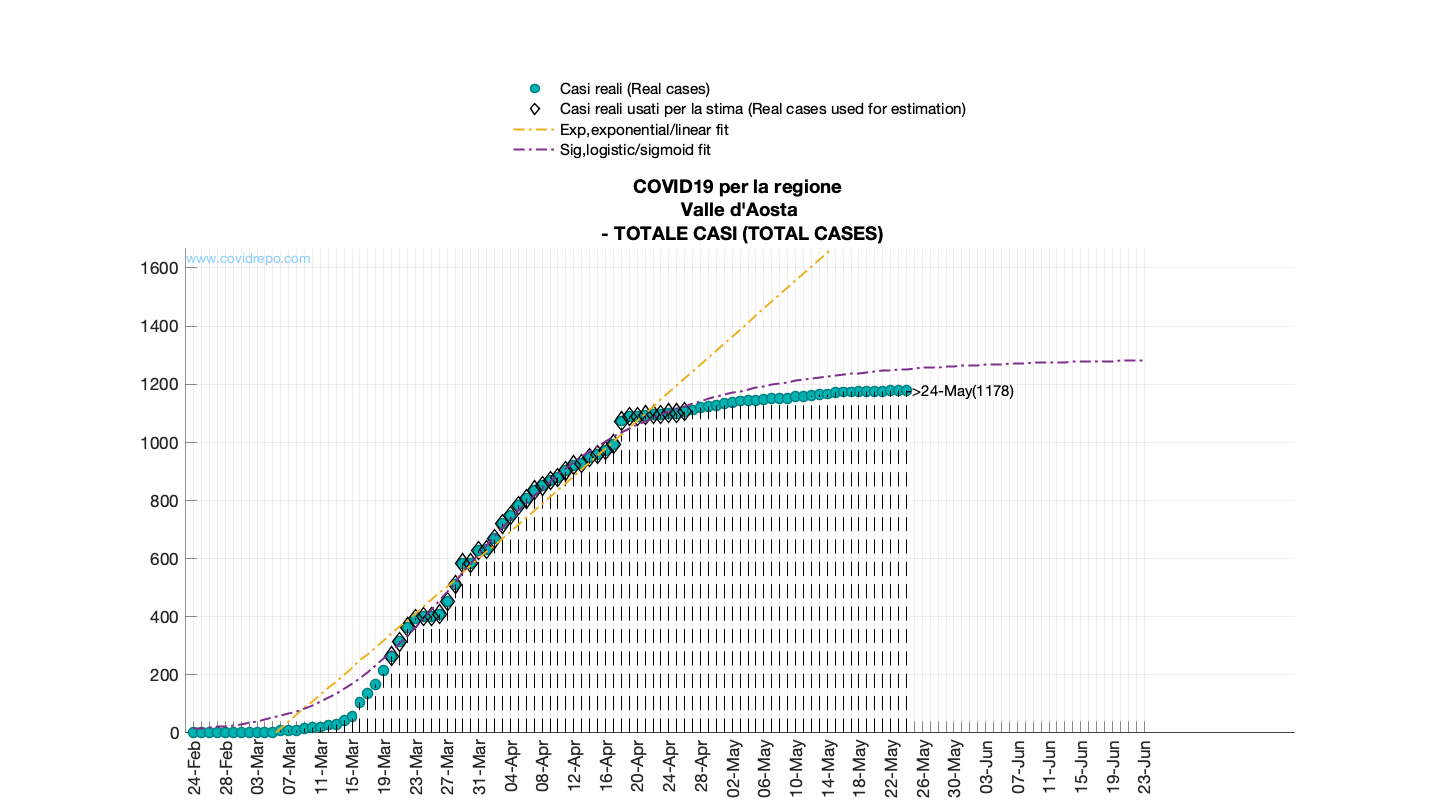 Casi reali (Real cases)
Casi reali usati per la stima (Real cases used for estimation)
Exp,exponential/linear fit
Sig,logistic/sigmoid fit
COVID19 per la regione
Valle d'Aosta
- TOTALE CASI (TOTAL CASES)
www.covidrepo.com
1600
1400
1200
>24-May(1178)
1000
800
600
400
200
0
24-Feb
28-Feb
03-Mar
07-Mar
11-Mar
15-Mar
19-Mar
23-Mar
27-Mar
31-Mar
04-Apr
08-Apr
12-Apr
16-Apr
20-Apr
24-Apr
28-Apr
02-May
06-May
10-May
14-May
18-May
22-May
26-May
30-May
03-Jun
07-Jun
11-Jun
15-Jun
19-Jun
23-Jun